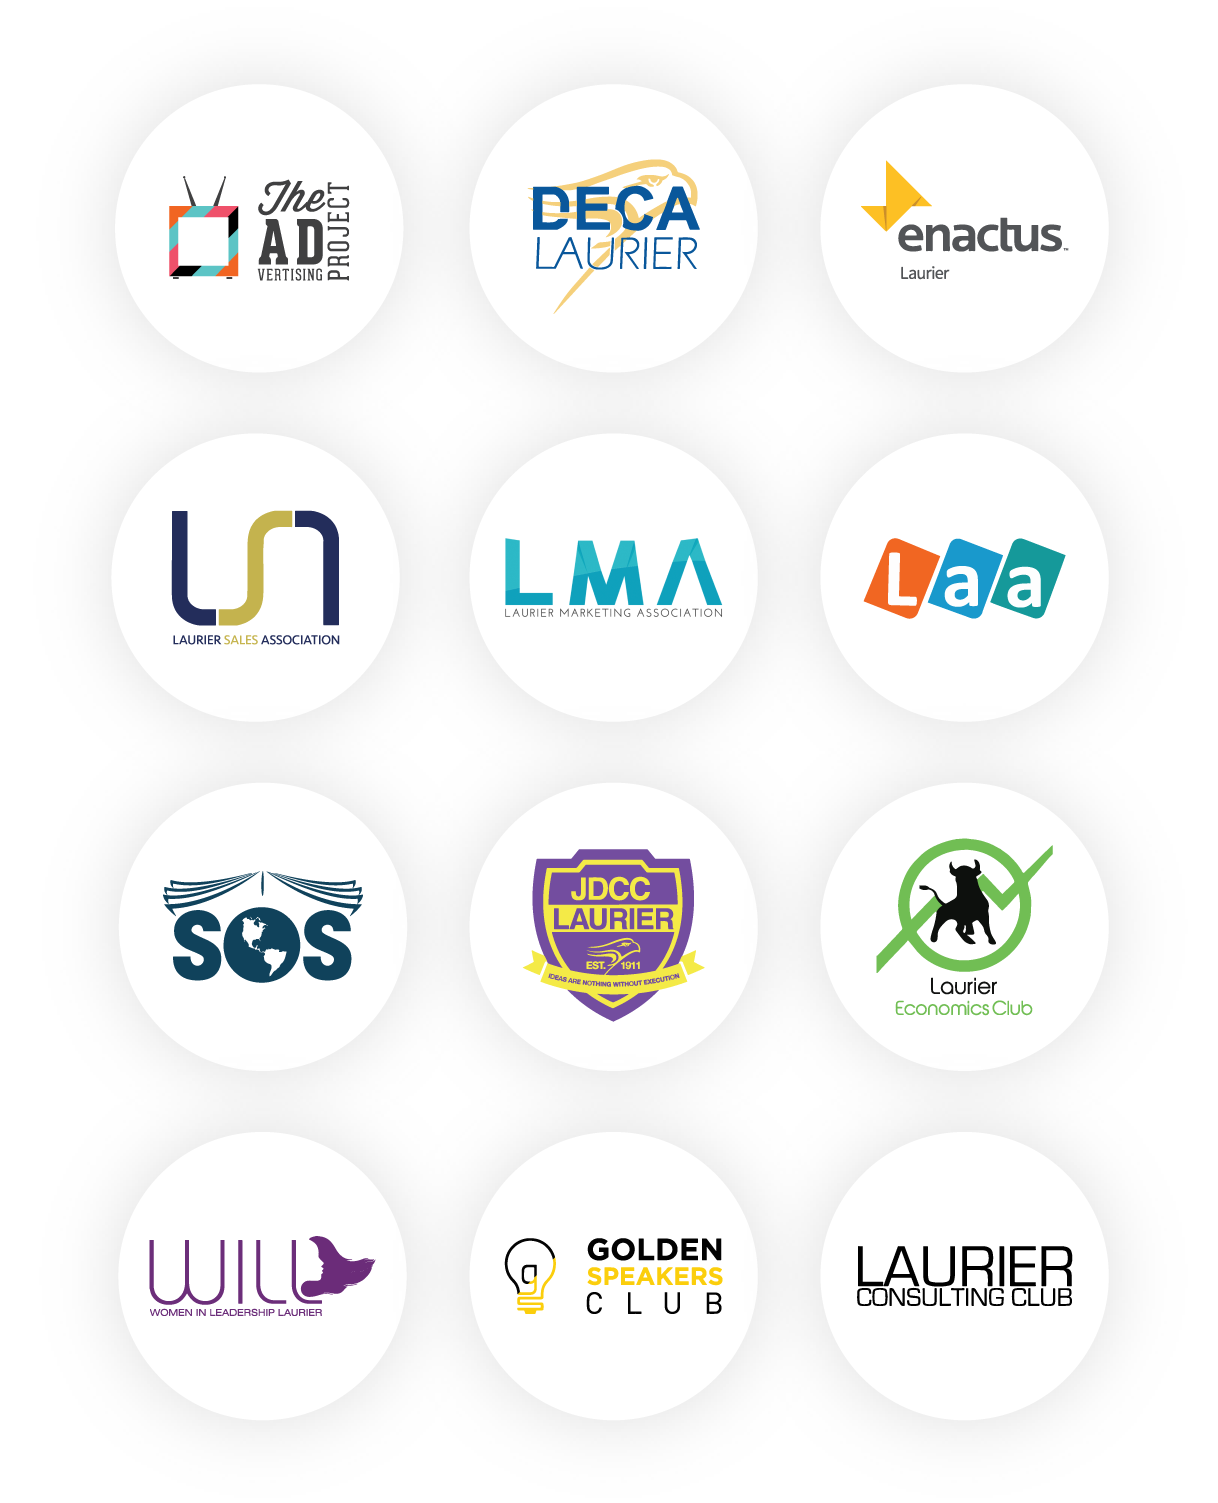 The
AD
VERTISING
PROJECT
DECA
LAURIER
enactus™
Laurier
LSA
LAURIER SALES ASSOCIATION
LMA
LAURIER MARKETING ASSOCIATION
Laa
SOS
JDCC
LAURIER
EST. 1911
IDEAS ARE NOTHING WITHOUT EXECUTION
Laurier
Economics Club
WILL
WOMEN IN LEADERSHIP LAURIER
GOLDEN
SPEAKERS
CLUB
LAURIER
CONSULTING CLUB